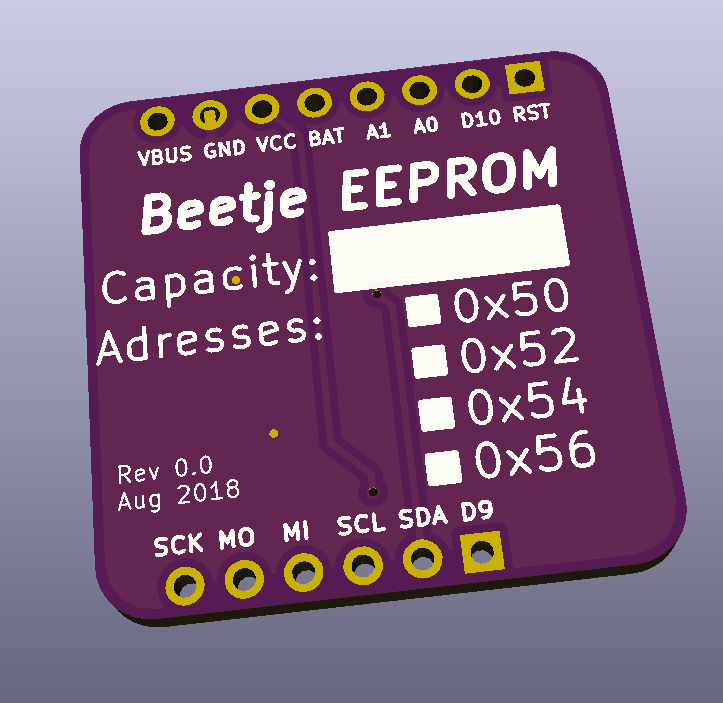 VBUS GND VCC BAT A1 A0 D10 RST
Beetje EEPROM
Capacity:
Adresses:
0x50
0x52
0x54
0x56
Rev 0.0
Aug 2018
SCK MO MI SCL SDA D9